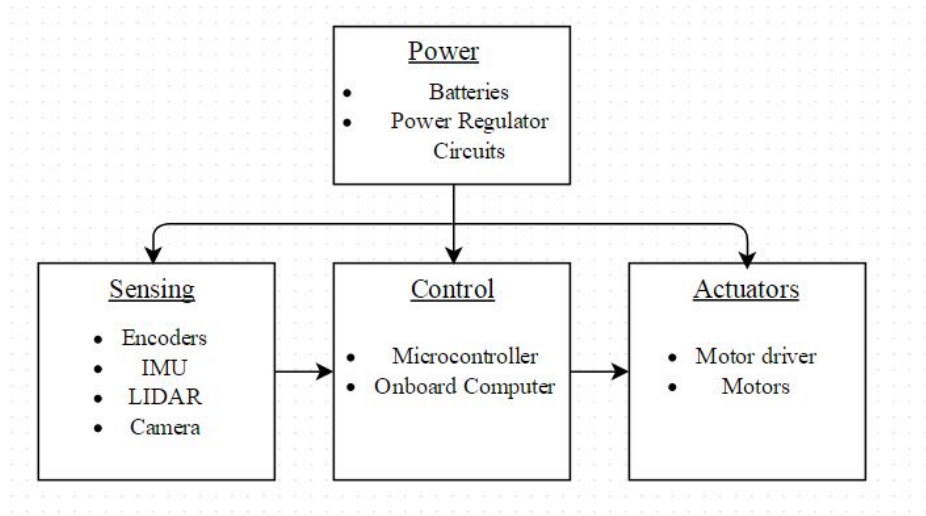 Power
• Batteries
• Power Regulator
Circuits
Sensing
• Encoders
• IMU
• LIDAR
• Camera
Control
• Microcontroller
• Onboard Computer
Actuators
• Motor driver
• Motors